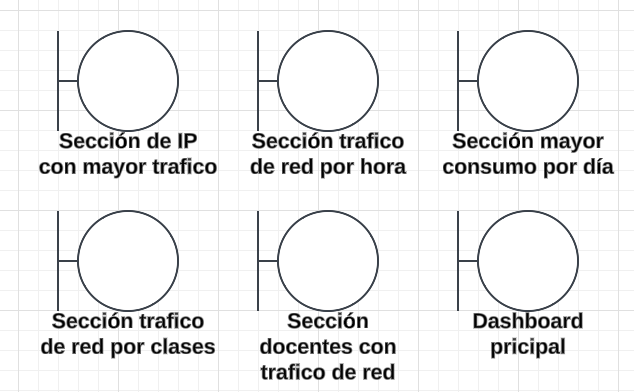 Sección de IP
con mayor trafico
Sección trafico
de red por hora
Sección mayor
consumo por día
Sección trafico
de red por clases
Sección
docentes con
trafico de red
Dashboard
pricipal